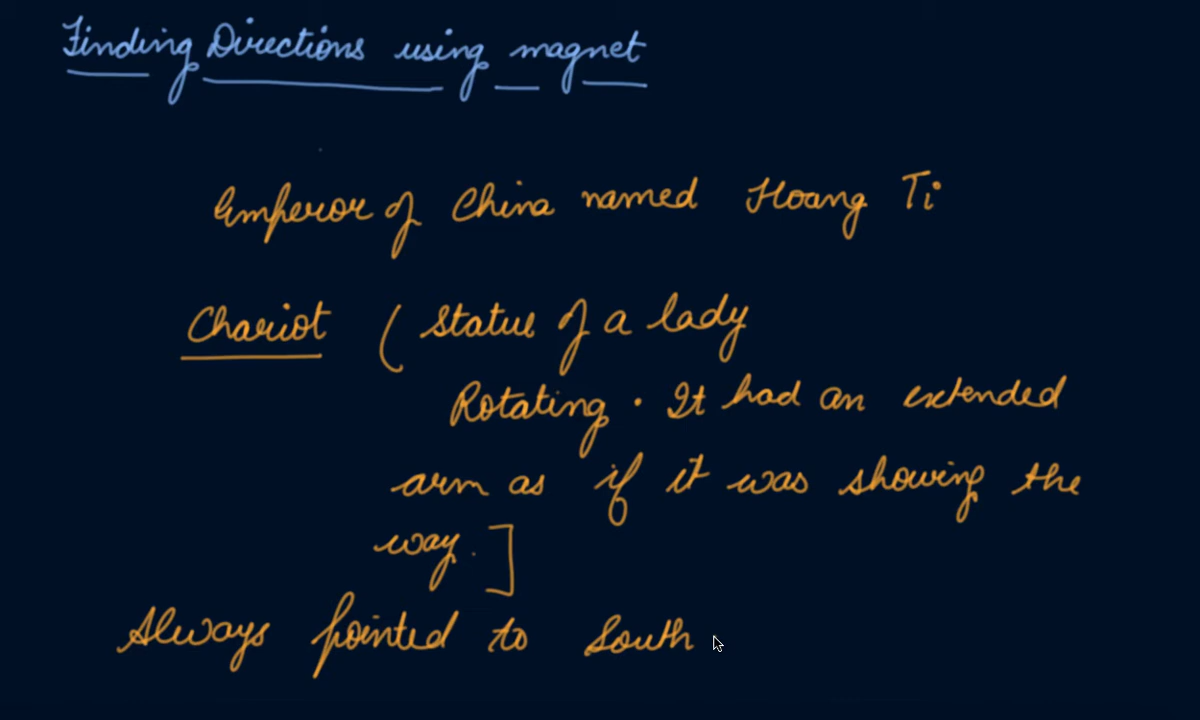 Finding Directions using magnet
Emperor of China named Hoang Ti
Chariot ( Statue of a lady
Rotating . It had an extended
arm as if it was showing the
way. ]
Always pointed to South